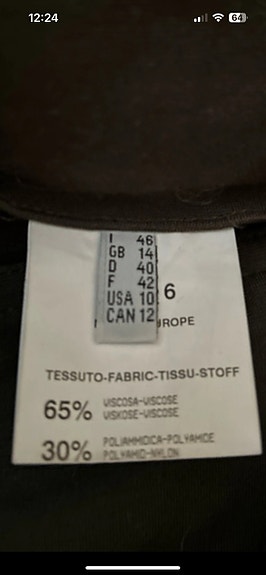 12:24
64
I 46
GB 14
D 40
F 42
USA 10
CAN 12
6
ROPE
TESSUTO-FABRIC-TISSU-STOFF
65% VISCOSA-VISCOSE
VISKOSE-VISCOSE
30% POLIAMMIDICA-POLYAMIDE
POLYAMID-NYLON